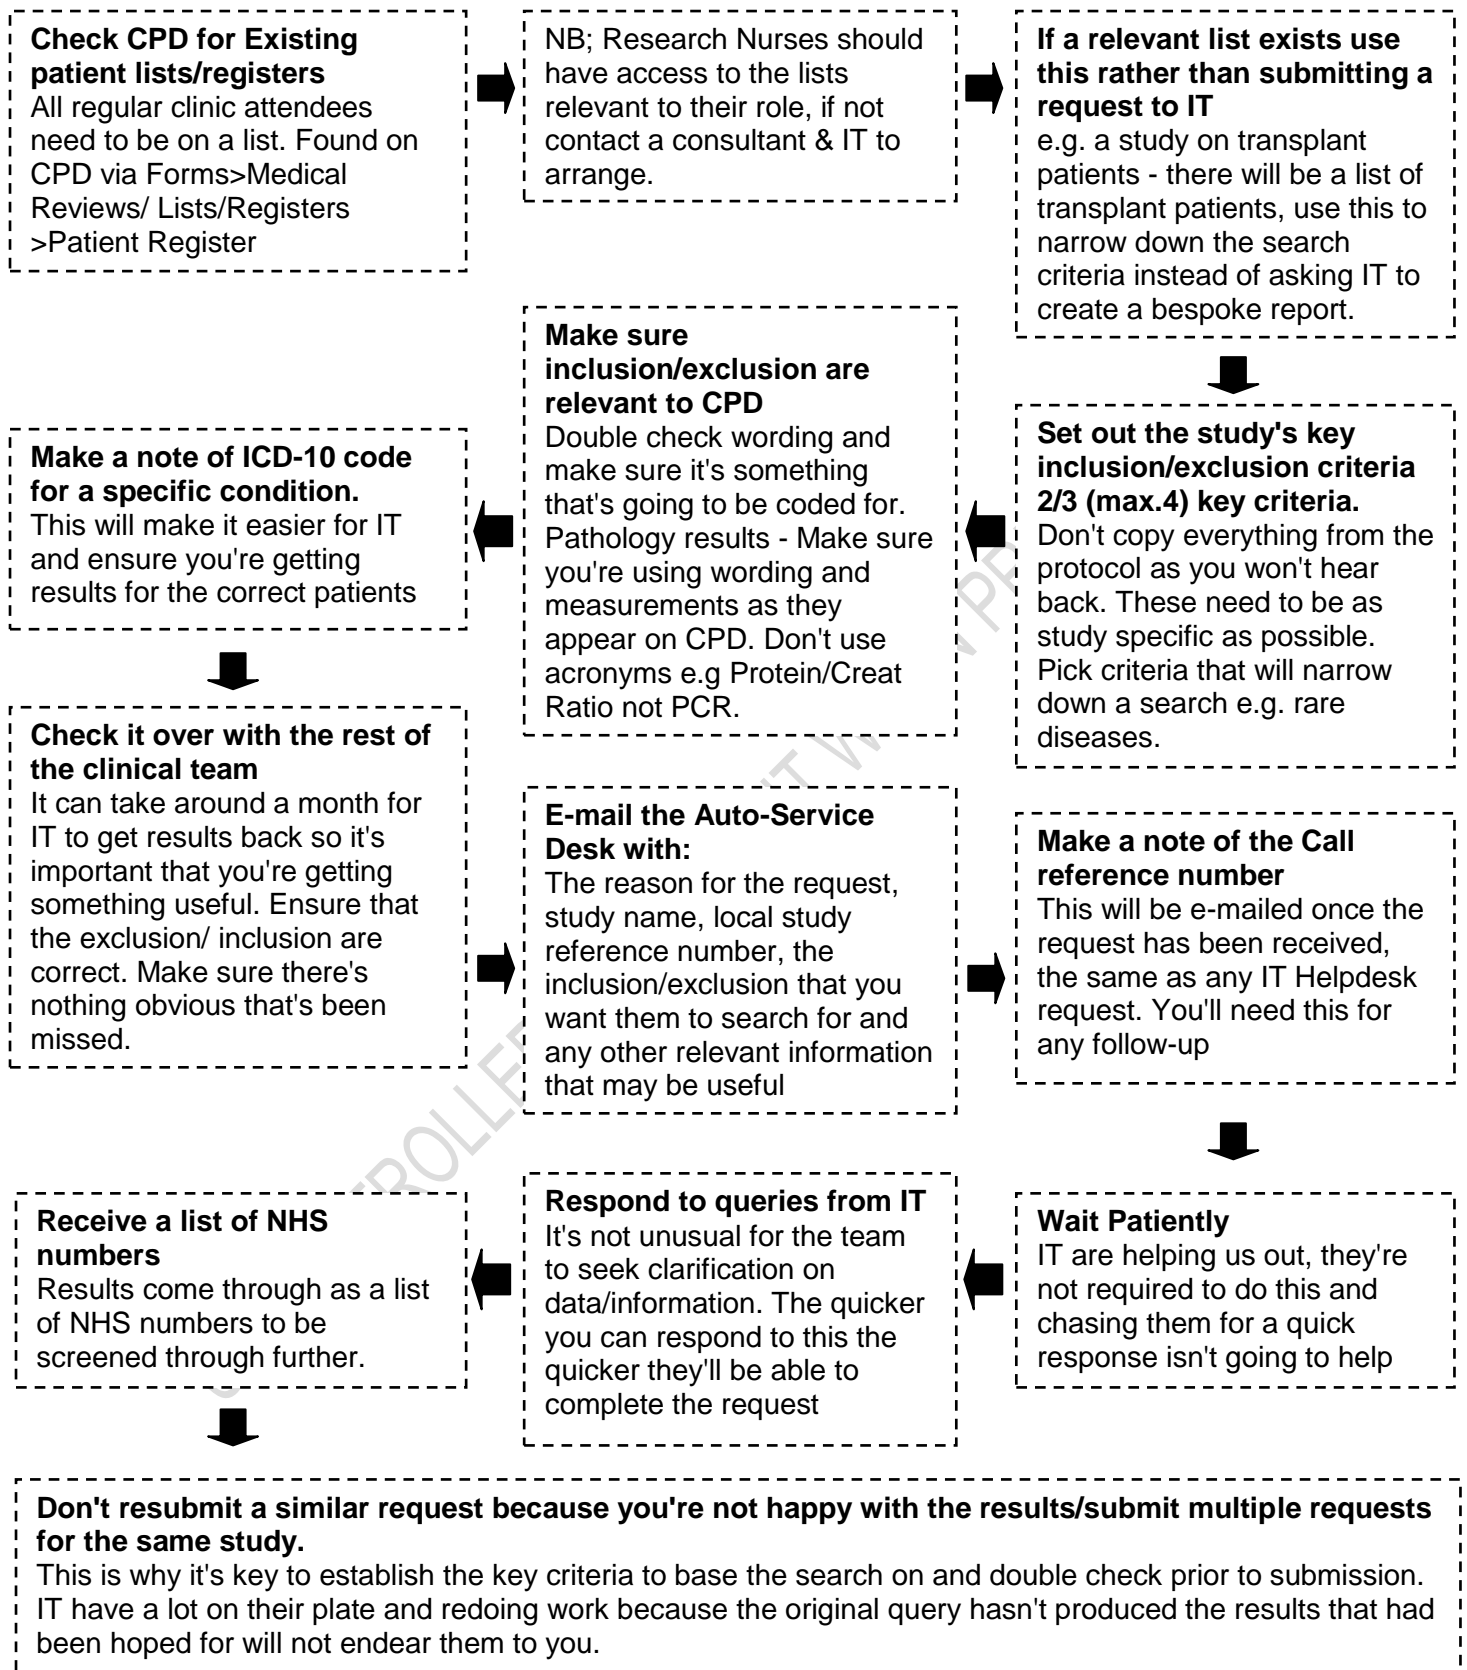 Check CPD for Existing
patient lists/registers
All regular clinic attendees
need to be on a list. Found on
CPD via Forms>Medical
Reviews/ Lists/Registers
>Patient Register
NB; Research Nurses should
have access to the lists
relevant to their role, if not
contact a consultant & IT to
arrange.
If a relevant list exists use
this rather than submitting a
request to IT
e.g. a study on transplant
patients - there will be a list of
transplant patients, use this to
narrow down the search
criteria instead of asking IT to
create a bespoke report.
Set out the study's key
inclusion/exclusion criteria
2/3 (max.4) key criteria.
Don't copy everything from the
protocol as you won't hear
back. These need to be as
study specific as possible.
Pick criteria that will narrow
down a search e.g. rare
diseases.
Make sure
inclusion/exclusion are
relevant to CPD
Double check wording and
make sure it's something
that's going to be coded for.
Pathology results - Make sure
you're using wording and
measurements as they
appear on CPD. Don't use
acronyms e.g Protein/Creat
Ratio not PCR.
Make a note of ICD-10 code
for a specific condition.
This will make it easier for IT
and ensure you're getting
results for the correct patients
Check it over with the rest of
the clinical team
It can take around a month for
IT to get results back so it's
important that you're getting
something useful. Ensure that
the exclusion/ inclusion are
correct. Make sure there's
nothing obvious that's been
missed.
E-mail the Auto-Service
Desk with:
The reason for the request,
study name, local study
reference number, the
inclusion/exclusion that you
want them to search for and
any other relevant information
that may be useful
Make a note of the Call
reference number
This will be e-mailed once the
request has been received,
the same as any IT Helpdesk
request. You'll need this for
any follow-up
Wait Patiently
IT are helping us out, they're
not required to do this and
chasing them for a quick
response isn't going to help
Respond to queries from IT
It's not unusual for the team
to seek clarification on
data/information. The quicker
you can respond to this the
quicker they'll be able to
complete the request
Receive a list of NHS
numbers
Results come through as a list
of NHS numbers to be
screened through further.
Don't resubmit a similar request because you're not happy with the results/submit multiple requests
for the same study.
This is why it's key to establish the key criteria to base the search on and double check prior to submission.
IT have a lot on their plate and redoing work because the original query hasn't produced the results that had
been hoped for will not endear them to you.